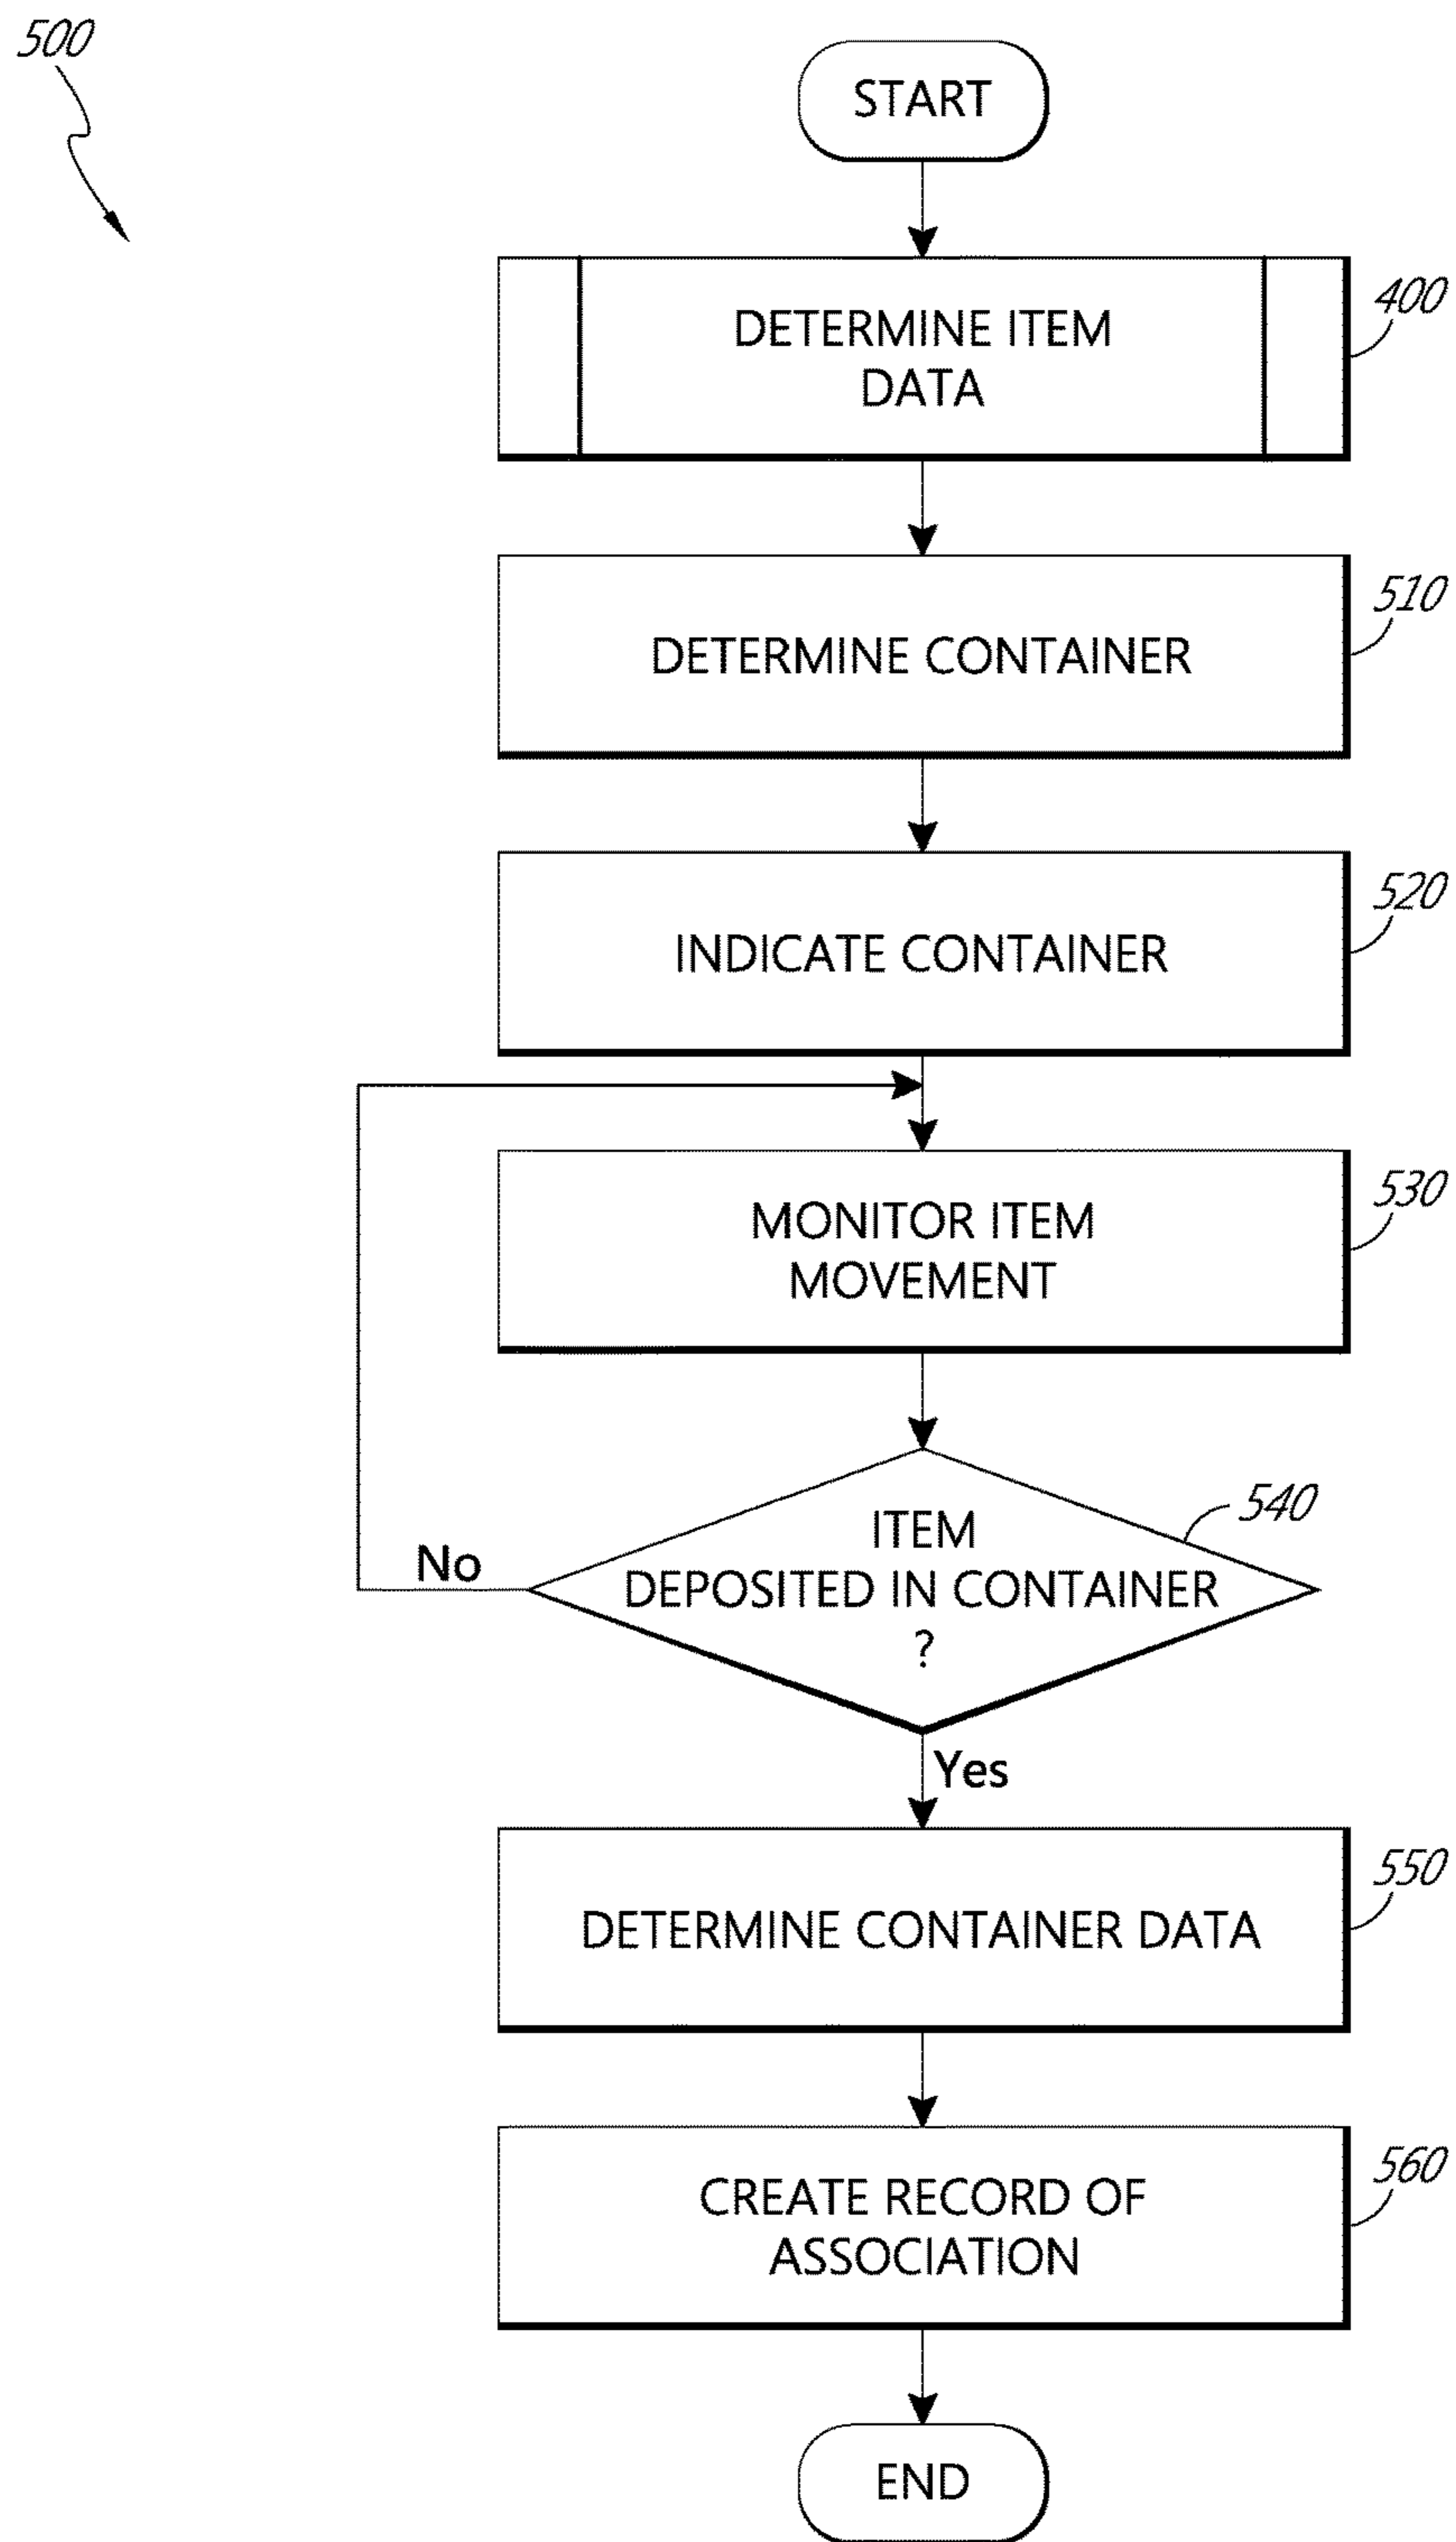 500
START
DETERMINE ITEM
DATA
400
DETERMINE CONTAINER
510
INDICATE CONTAINER
520
MONITOR ITEM
MOVEMENT
530
ITEM
DEPOSITED IN CONTAINER
?
540
No
Yes
DETERMINE CONTAINER DATA
550
CREATE RECORD OF
ASSOCIATION
560
END